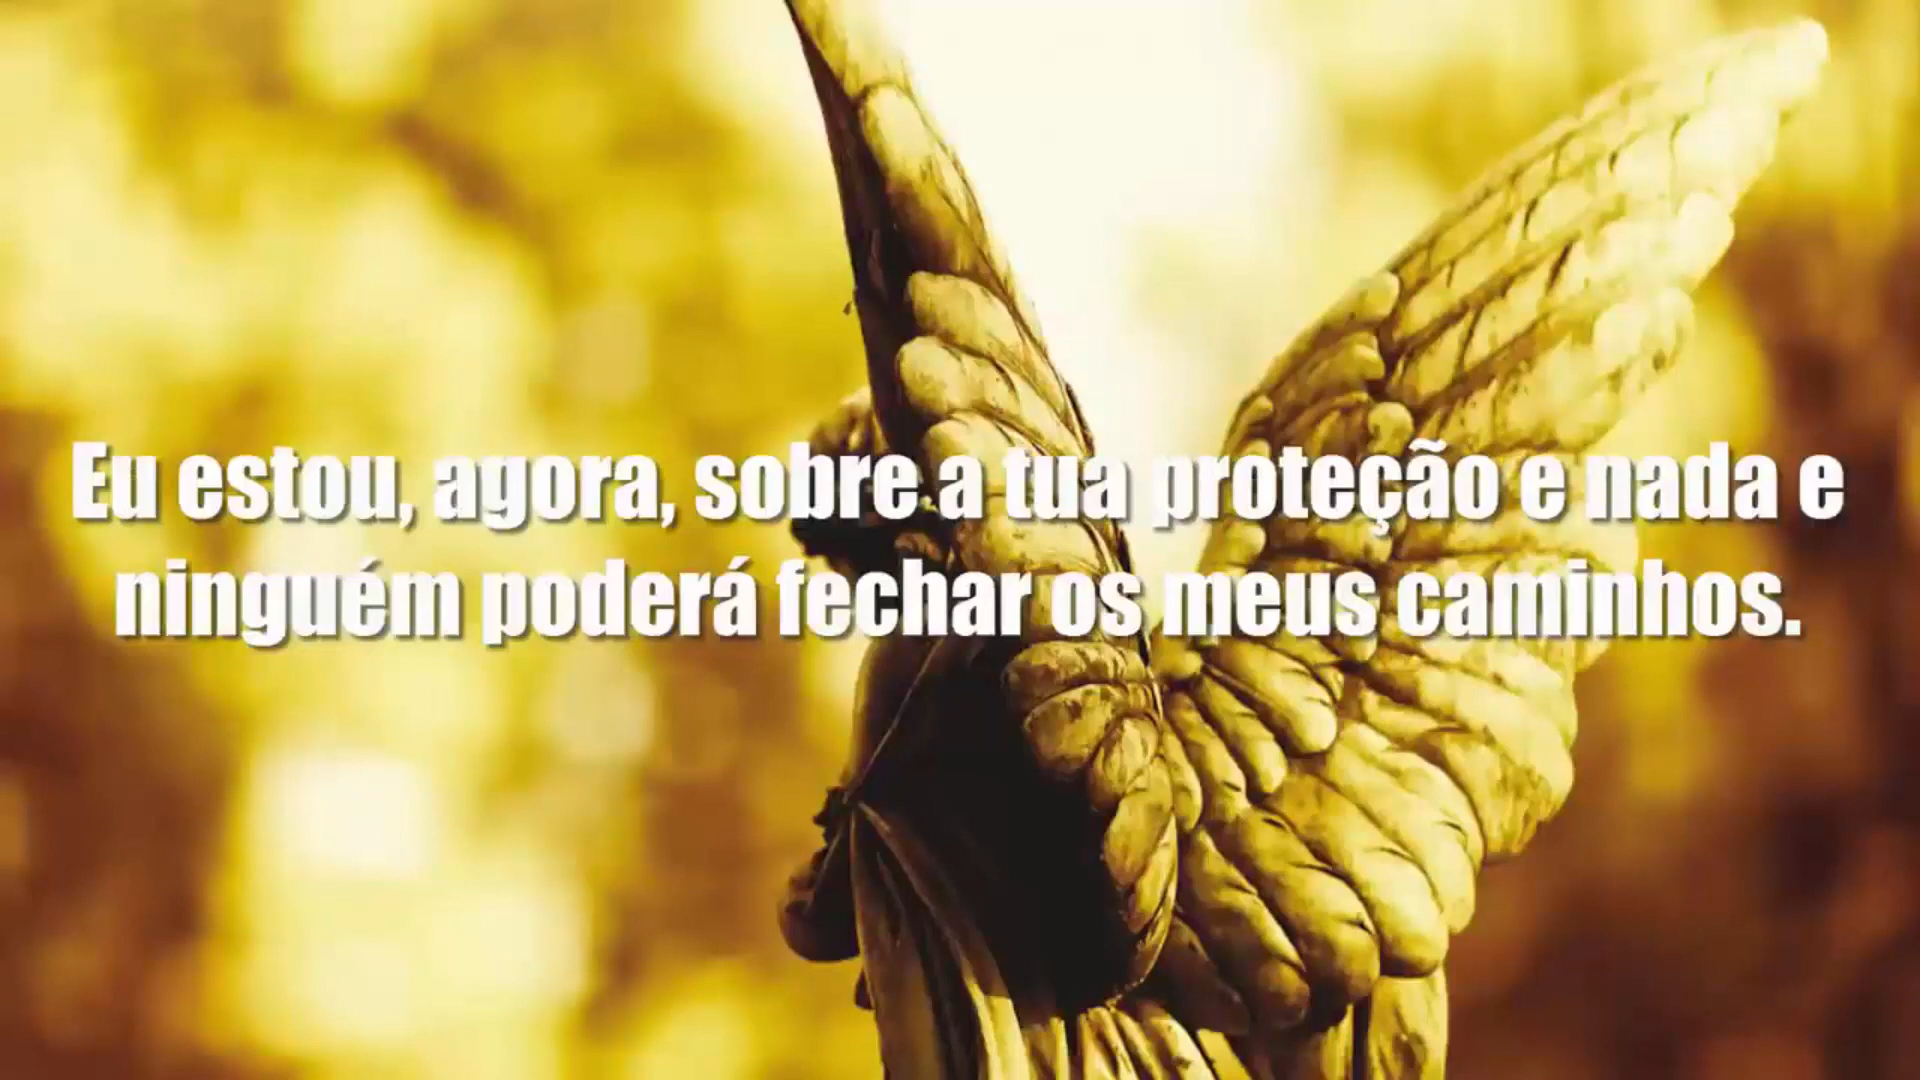 Eu estou, agora, sobre a tua proteção e nada e
ninguém poderá fechar os meus caminhos.